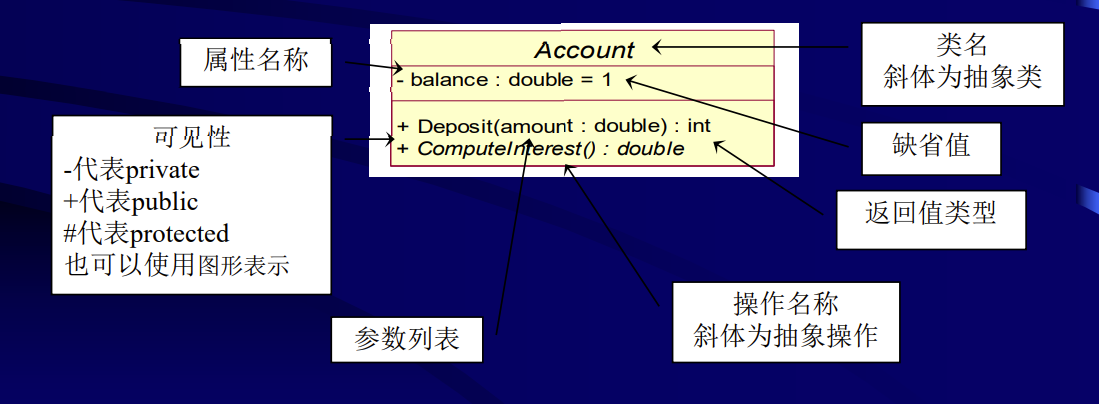 属性名称
Account
类名
斜体为抽象类
- balance : double = 1
可见性
-代表private
+代表public
#代表protected
也可以使用图形表示
+ Deposit(amount : double) : int
+ ComputeInterest() : double
缺省值
返回值类型
参数列表
操作名称
斜体为抽象操作